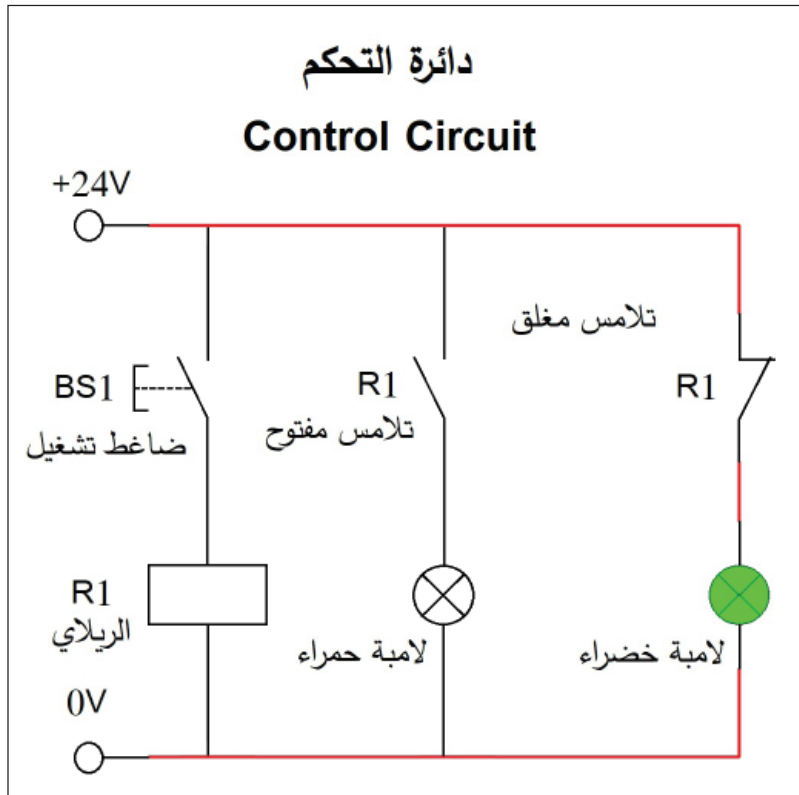 دائرة التحكم
Control Circuit
+24V
تلامس مغلق
BS1
R1
R1
ضاغط تشغيل
تلامس مفتوح
R1
الريلاي
لامبة حمراء
لامبة خضراء
0V